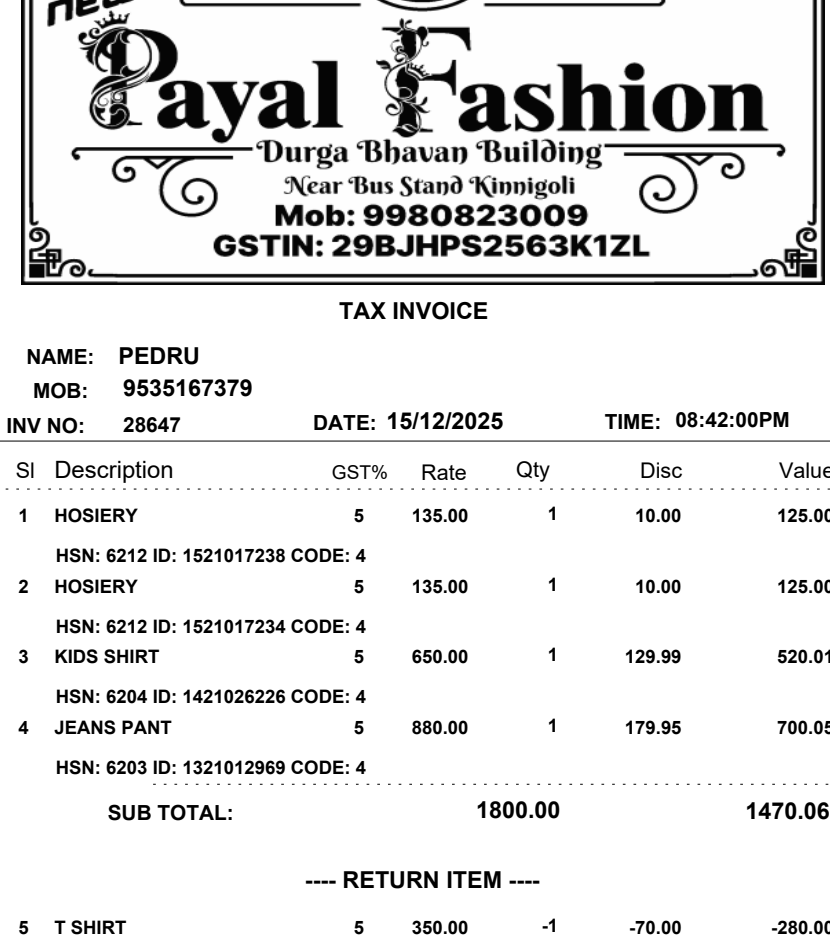 new
Payal Fashion
Durga Bhavan Building
Near Bus Stand Kinnigoli
Mob: 9980823009
GSTIN: 29BJHPS2563K1ZL
TAX INVOICE
NAME: PEDRU
MOB: 9535167379
INV NO: 28647 DATE: 15/12/2025 TIME: 08:42:00PM
Sl Description GST% Rate Qty Disc Value
1 HOSIERY 5 135.00 1 10.00 125.00
HSN: 6212 ID: 1521017238 CODE: 4
2 HOSIERY 5 135.00 1 10.00 125.00
HSN: 6212 ID: 1521017234 CODE: 4
3 KIDS SHIRT 5 650.00 1 129.99 520.01
HSN: 6204 ID: 1421026226 CODE: 4
4 JEANS PANT 5 880.00 1 179.95 700.05
HSN: 6203 ID: 1321012969 CODE: 4
SUB TOTAL: 1800.00 1470.06
---- RETURN ITEM ----
5 T SHIRT 5 350.00 -1 -70.00 -280.00